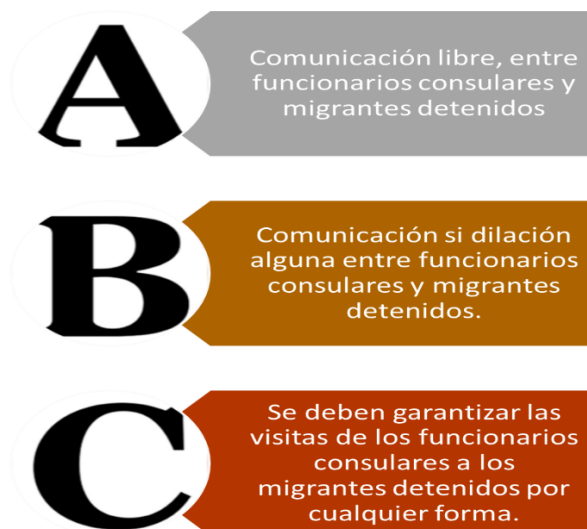 A
Comunicación libre, entre
funcionarios consulares y
migrantes detenidos
B
Comunicación si dilación
alguna entre funcionarios
consulares y migrantes
detenidos.
C
Se deben garantizar las
visitas de los funcionarios
consulares a los
migrantes detenidos por
cualquier forma.